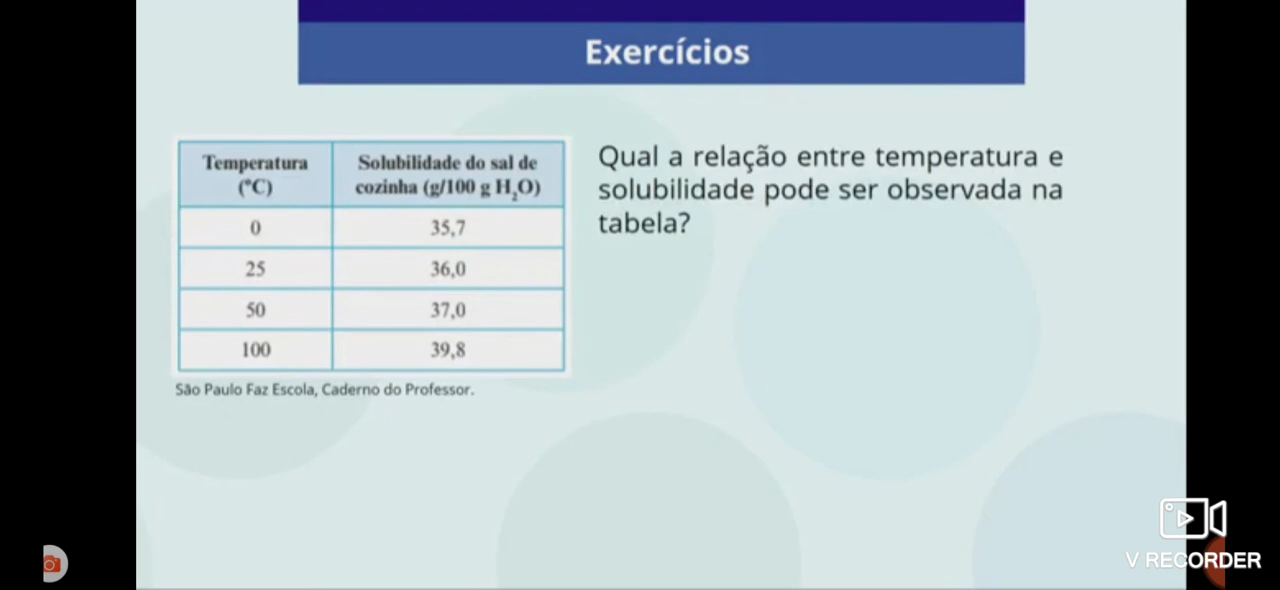 Exercícios
Temperatura
(°C)
Solubilidade do sal de
cozinha (g/100 g H₂O)
0
35,7
25
36,0
50
37,0
100
39,8
São Paulo Faz Escola, Caderno do Professor.
Qual a relação entre temperatura e
solubilidade pode ser observada na
tabela?
V RECORDER